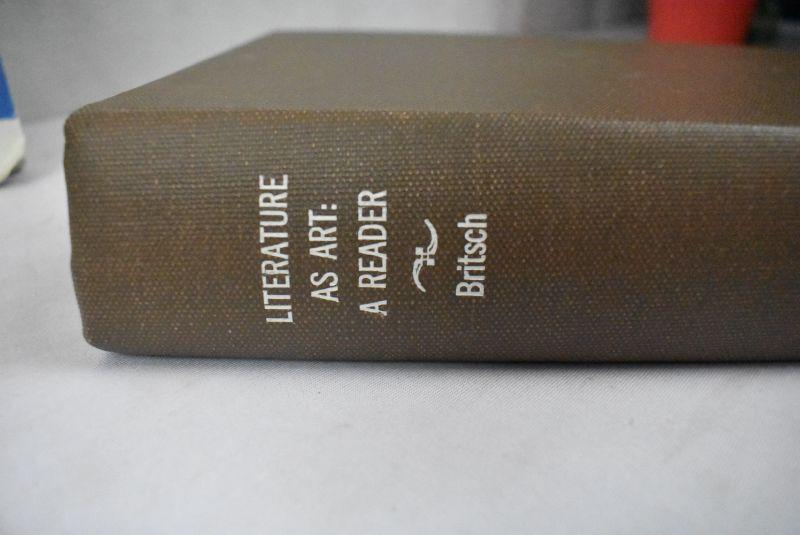 LITERATURE
AS ART:
A READER
Britsch